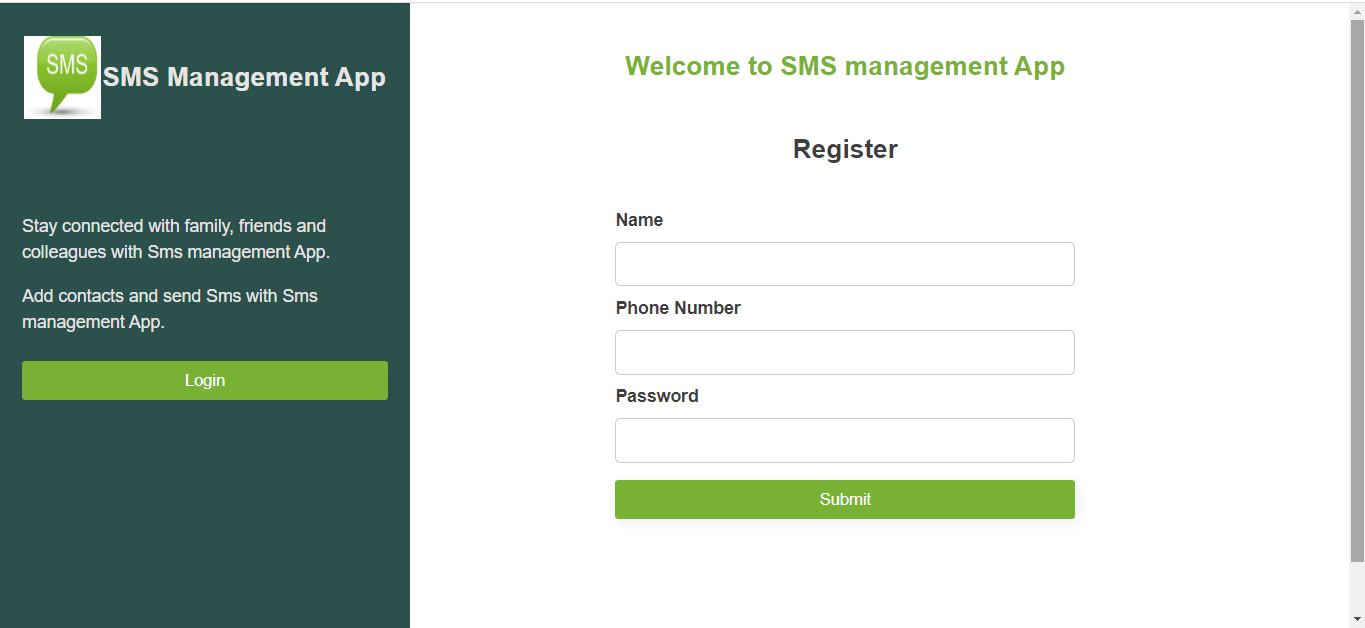 SMS
SMS Management App
Stay connected with family, friends and
colleagues with Sms management App.
Add contacts and send Sms with Sms
management App.
Login
Welcome to SMS management App
Register
Name
Phone Number
Password
Submit